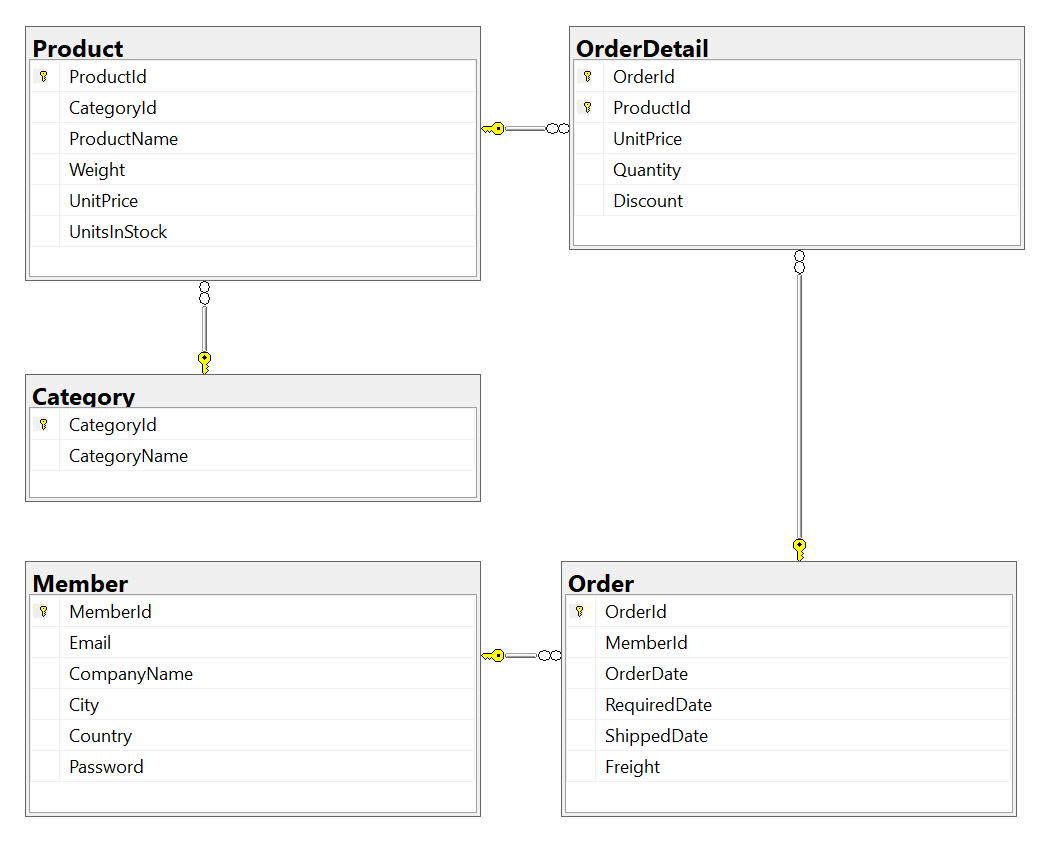 Product
ProductId
CategoryId
ProductName
Weight
UnitPrice
UnitsInStock
OrderDetail
OrderId
ProductId
UnitPrice
Quantity
Discount
Category
CategoryId
CategoryName
Member
MemberId
Email
CompanyName
City
Country
Password
Order
OrderId
MemberId
OrderDate
RequiredDate
ShippedDate
Freight